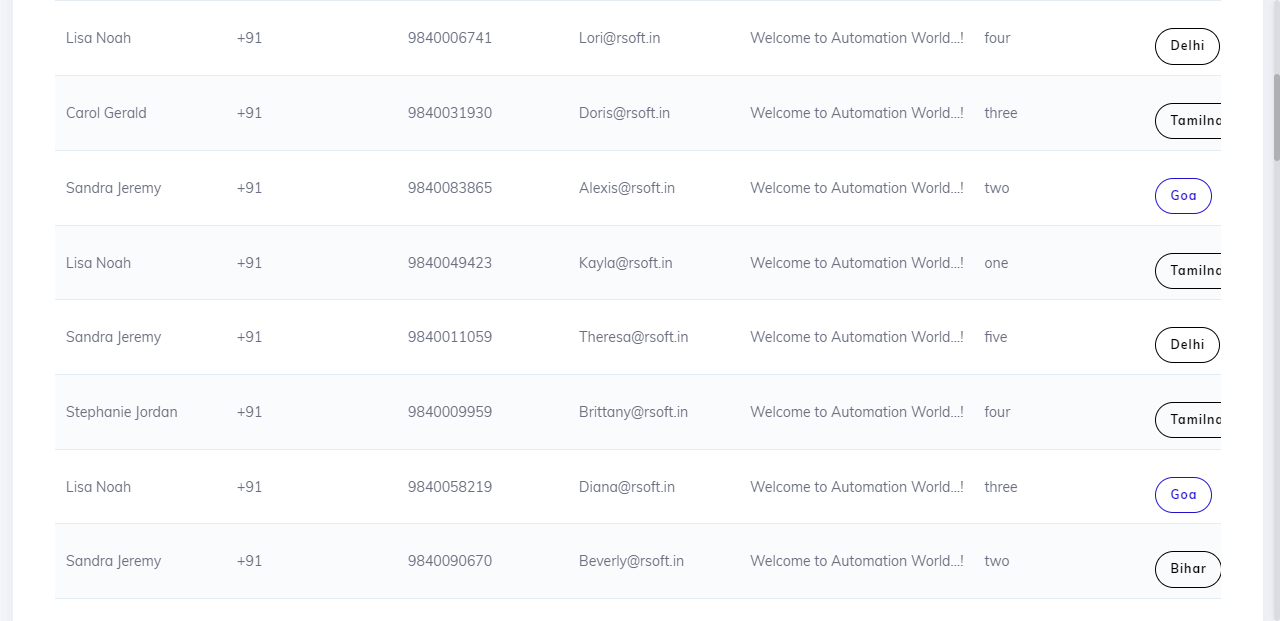 Lisa Noah +91 9840006741 Lori@rsoft.in Welcome to Automation World...! four Delhi
Carol Gerald +91 9840031930 Doris@rsoft.in Welcome to Automation World...! three Tamilna
Sandra Jeremy +91 9840083865 Alexis@rsoft.in Welcome to Automation World...! two Goa
Lisa Noah +91 9840049423 Kayla@rsoft.in Welcome to Automation World...! one Tamilna
Sandra Jeremy +91 9840011059 Theresa@rsoft.in Welcome to Automation World...! five Delhi
Stephanie Jordan +91 9840009959 Brittany@rsoft.in Welcome to Automation World...! four Tamilna
Lisa Noah +91 9840058219 Diana@rsoft.in Welcome to Automation World...! three Goa
Sandra Jeremy +91 9840090670 Beverly@rsoft.in Welcome to Automation World...! two Bihar